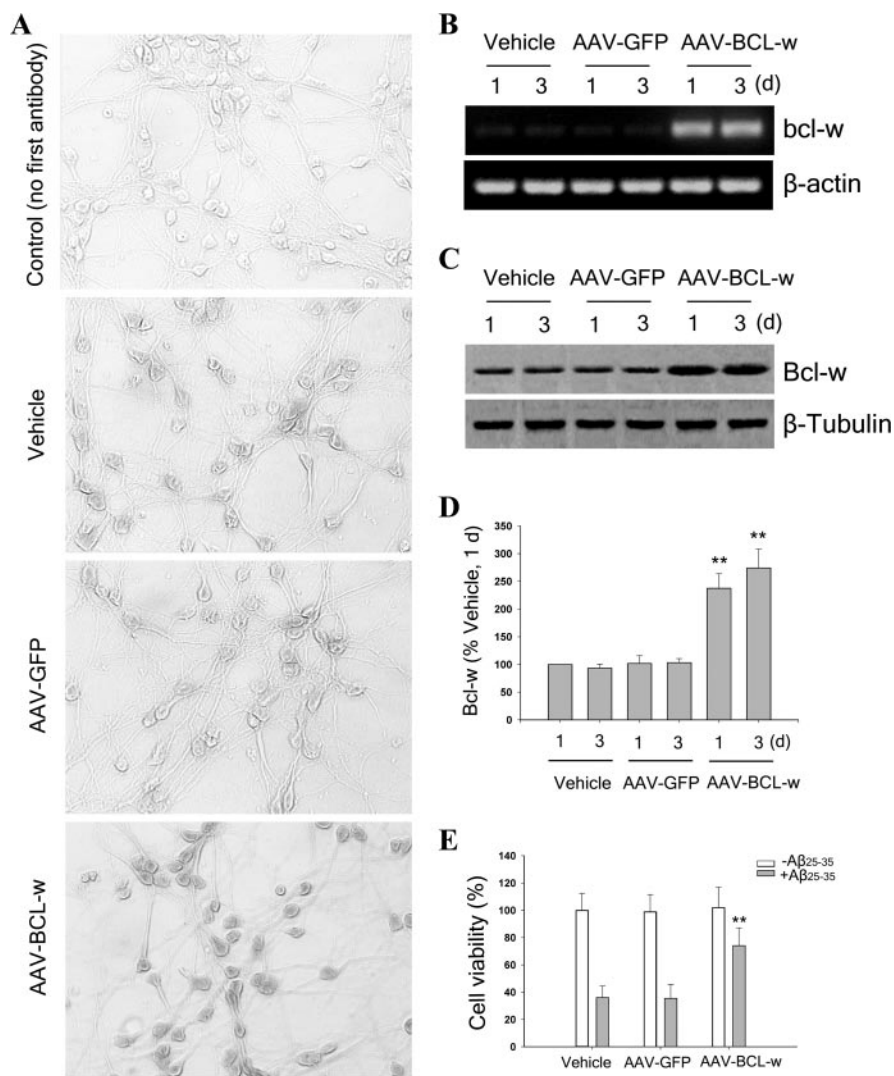 A
Control (no first antibody)
Vehicle
AAV-GFP
AAV-BCL-w
B
Vehicle AAV-GFP AAV-BCL-w
1 3 1 3 1 3 (d)
bcl-w
β-actin
C
Vehicle AAV-GFP AAV-BCL-w
1 3 1 3 1 3 (d)
Bcl-w
β-Tubulin
D
Bcl-w (% Vehicle, 1 d)
350
300
250
200
150
100
50
0
** **
1 3 1 3 1 3 (d)
Vehicle AAV-GFP AAV-BCL-w
E
Cell viability (%)
140
120
100
80
60
40
20
0
-Aβ25-35
+Aβ25-35
**
Vehicle AAV-GFP AAV-BCL-w